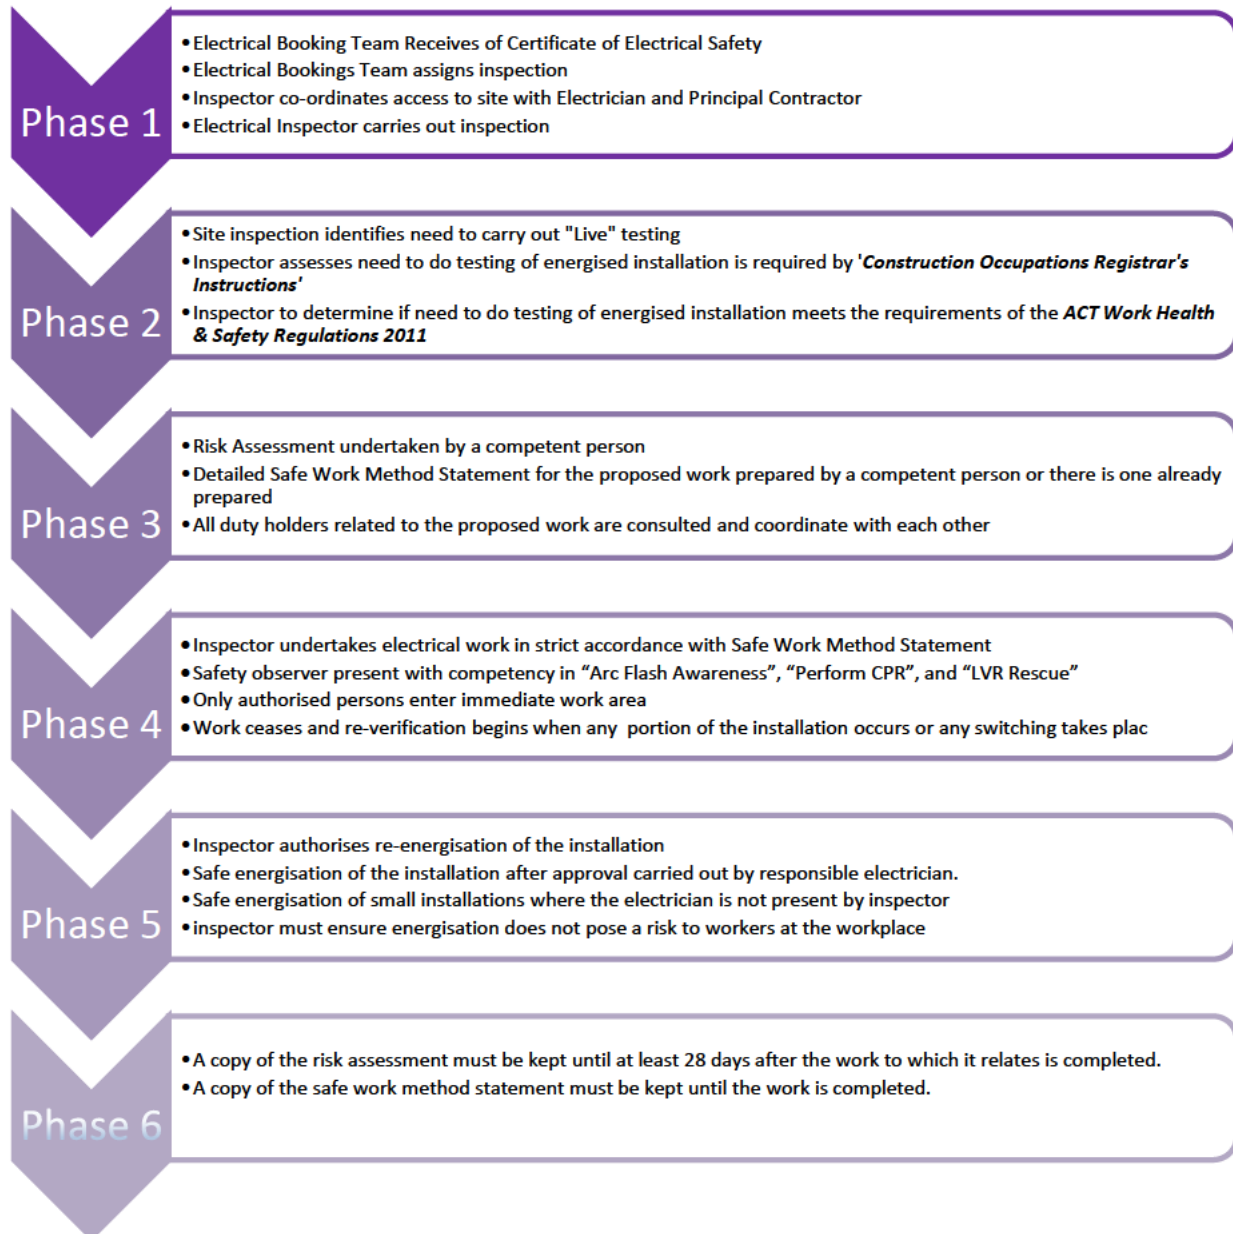 Phase 1
•Electrical Booking Team Receives of Certificate of Electrical Safety
•Electrical Bookings Team assigns inspection
•Inspector co-ordinates access to site with Electrician and Principal Contractor
•Electrical Inspector carries out inspection
Phase 2
•Site inspection identifies need to carry out "Live" testing
•Inspector assesses need to do testing of energised installation is required by 'Construction Occupations Registrar's
Instructions'
•Inspector to determine if need to do testing of energised installation meets the requirements of the ACT Work Health
& Safety Regulations 2011
Phase 3
•Risk Assessment undertaken by a competent person
•Detailed Safe Work Method Statement for the proposed work prepared by a competent person or there is one already
prepared
•All duty holders related to the proposed work are consulted and coordinate with each other
Phase 4
•Inspector undertakes electrical work in strict accordance with Safe Work Method Statement
•Safety observer present with competency in “Arc Flash Awareness”, “Perform CPR”, and “LVR Rescue”
•Only authorised persons enter immediate work area
•Work ceases and re-verification begins when any portion of the installation occurs or any switching takes plac
Phase 5
•Inspector authorises re-energisation of the installation
•Safe energisation of the installation after approval carried out by responsible electrician.
•Safe energisation of small installations where the electrician is not present by inspector
•inspector must ensure energisation does not pose a risk to workers at the workplace
Phase 6
•A copy of the risk assessment must be kept until at least 28 days after the work to which it relates is completed.
•A copy of the safe work method statement must be kept until the work is completed.